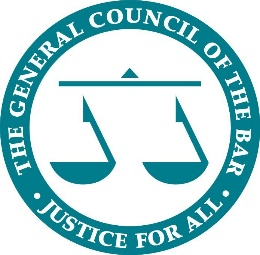 THE GENERAL COUNCIL OF THE BAR
• JUSTICE FOR ALL •